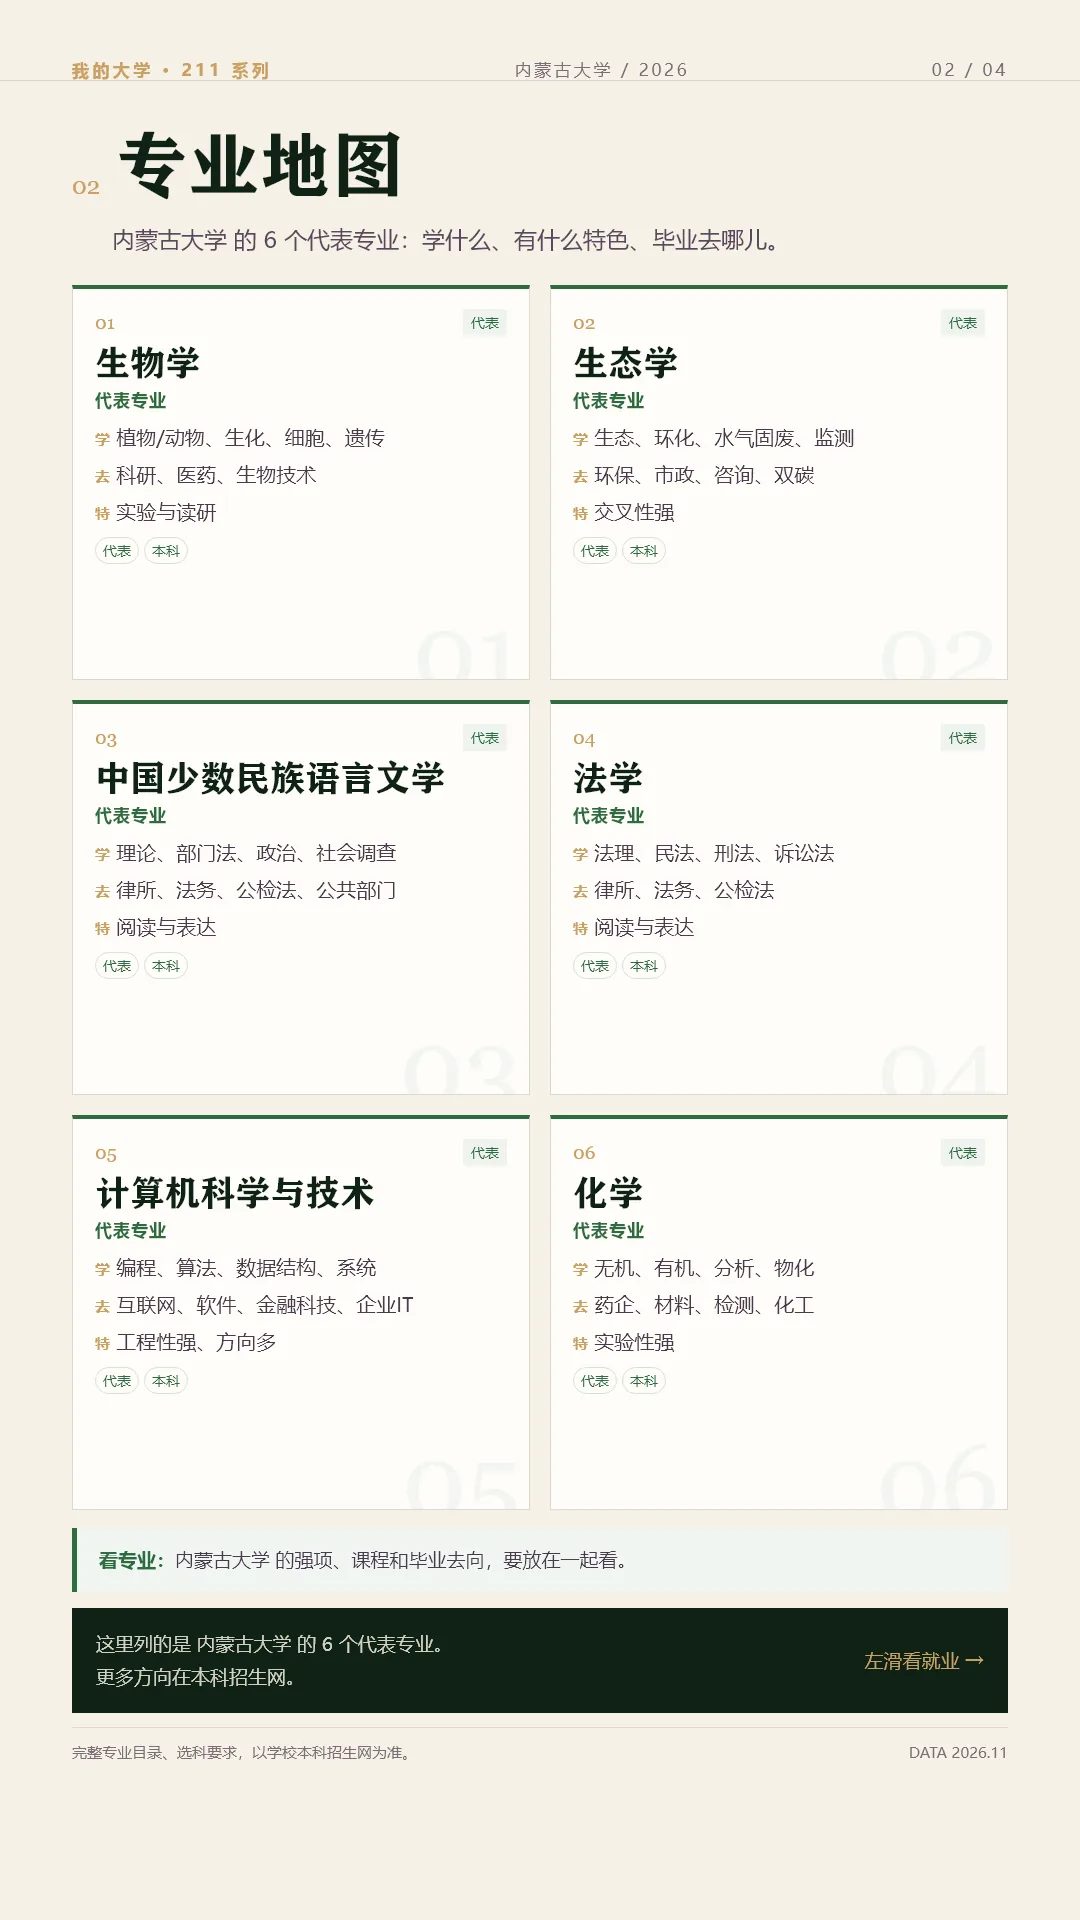 我的大学 • 211 系列
内蒙古大学 / 2026
02 / 04
02 专业地图
内蒙古大学 的 6 个代表专业：学什么、有什么特色、毕业去哪儿。
01
代表
生物学
代表专业
学 植物/动物、生化、细胞、遗传
去 科研、医药、生物技术
特 实验与读研
代表 本科
01
02
代表
生态学
代表专业
学 生态、环化、水气固废、监测
去 环保、市政、咨询、双碳
特 交叉性强
代表 本科
02
03
代表
中国少数民族语言文学
代表专业
学 理论、部门法、政治、社会调查
去 律所、法务、公检法、公共部门
特 阅读与表达
代表 本科
03
04
代表
法学
代表专业
学 法理、民法、刑法、诉讼法
去 律所、法务、公检法
特 阅读与表达
代表 本科
04
05
代表
计算机科学与技术
代表专业
学 编程、算法、数据结构、系统
去 互联网、软件、金融科技、企业IT
特 工程性强、方向多
代表 本科
05
06
代表
化学
代表专业
学 无机、有机、分析、物化
去 药企、材料、检测、化工
特 实验性强
代表 本科
06
看专业：内蒙古大学 的强项、课程和毕业去向，要放在一起看。
这里列的是 内蒙古大学 的 6 个代表专业。
更多方向在本科招生网。
左滑看就业 →
完整专业目录、选科要求，以学校本科招生网为准。
DATA 2026.11